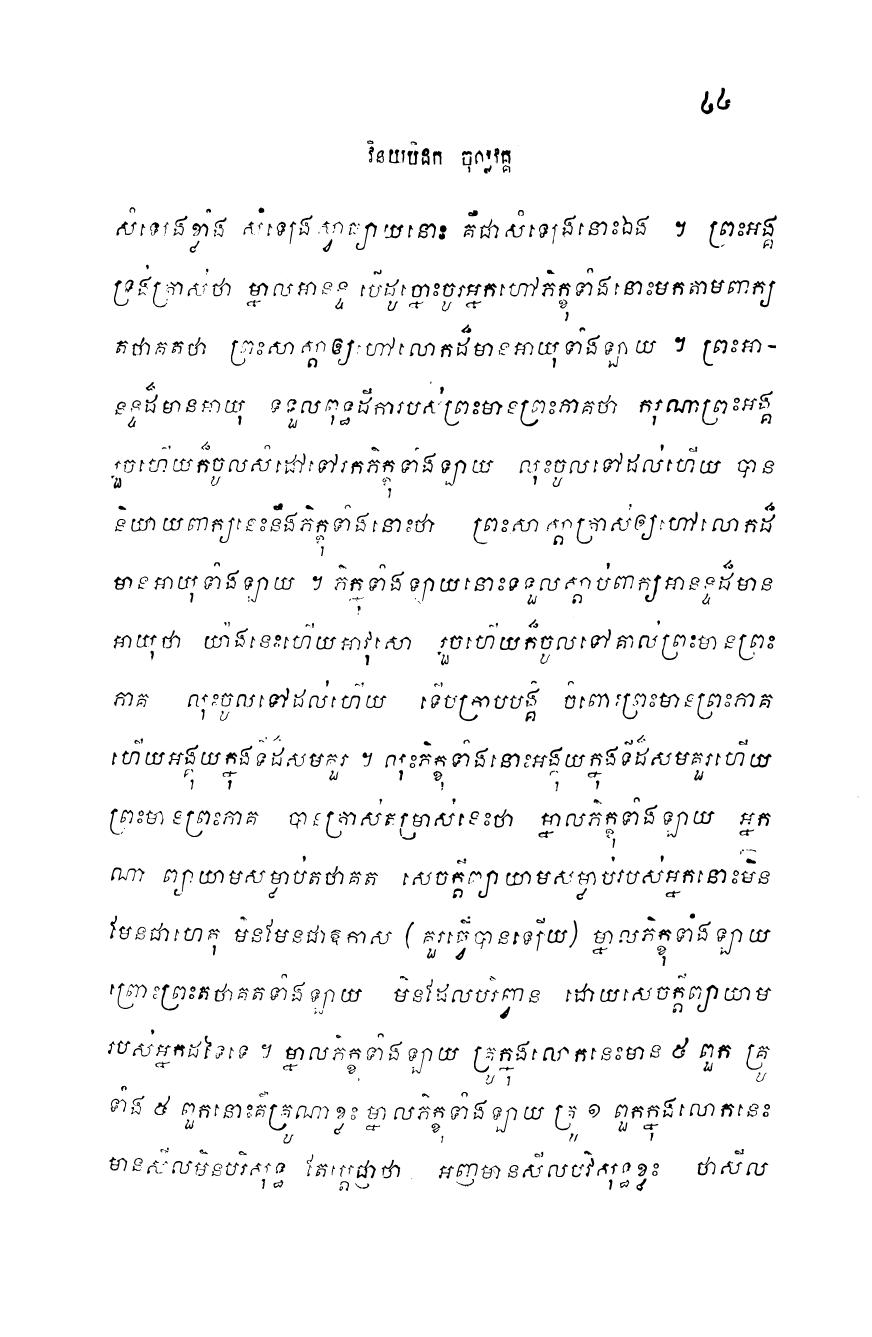 ៨៨
វិនយបិដក ចុល្លវគ្គ
សំឡេងខ្លាំង សំឡេងស្វាធ្យាយនោះ គឺជាសំឡេងនោះឯង ។ ព្រះអង្គ
ទ្រង់ត្រាស់ថា ម្នាលអានន្ទ បើដូច្នោះចូរអ្នកហៅភិក្ខុទាំងនោះមកតាមពាក្យ
តថាគតថា ព្រះសាស្តាឲ្យហៅលោកដ៏មានអាយុទាំងឡាយ ។ ព្រះអា-
នន្ទដ៏មានអាយុ ទទួលពុទ្ធដីការបស់ព្រះមានព្រះភាគថា ករុណាព្រះអង្គ
រួចហើយក៏ចូលសំដៅទៅរកភិក្ខុទាំងឡាយ លុះចូលទៅដល់ហើយ បាន
និយាយពាក្យនេះនឹងភិក្ខុទាំងនោះថា ព្រះសាស្តាត្រាស់ឲ្យហៅលោកដ៏
មានអាយុទាំងឡាយ ។ ភិក្ខុទាំងឡាយនោះទទួលស្តាប់ពាក្យអានន្ទដ៏មាន
អាយុថា យ៉ាងនេះហើយអាវុសោ រួចហើយក៏ចូលទៅគាល់ព្រះមានព្រះ
ភាគ លុះចូលទៅដល់ហើយ ទើបក្រាបបង្គំ ចំពោះព្រះមានព្រះភាគ
ហើយអង្គុយក្នុងទីដ៏សមគួរ ។ លុះភិក្ខុទាំងនោះអង្គុយក្នុងទីដ៏សមគួរហើយ
ព្រះមានព្រះភាគ បានត្រាស់តម្រាស់នេះថា ម្នាលភិក្ខុទាំងឡាយ អ្នក
ណា ព្យាយាមសម្លាប់តថាគត សេចក្តីព្យាយាមសម្លាប់របស់អ្នកនោះមិន
មែនជាហេតុ មិនមែនជាឱកាស (គួរធ្វើបានឡើយ) ម្នាលភិក្ខុទាំងឡាយ
ព្រោះព្រះតថាគតទាំងឡាយ មិនដែលបរិញ្ពាន ដោយសេចក្តីព្យាយាម
របស់អ្នកដទៃទេ ។ ម្នាលភិក្ខុទាំងឡាយ គ្រូក្នុងលោកនេះមាន ៥ ពួក គ្រូ
ទាំង ៥ ពួកនោះគឺគ្រូណាខ្លះ ម្នាលភិក្ខុទាំងឡាយ គ្រូ ១ ពួកក្នុងលោកនេះ
មានសីលមិនបរិសុទ្ធ តែប្តេជ្ញាថា អញមានសីលបរិសុទ្ធខ្លះ ថាសីល